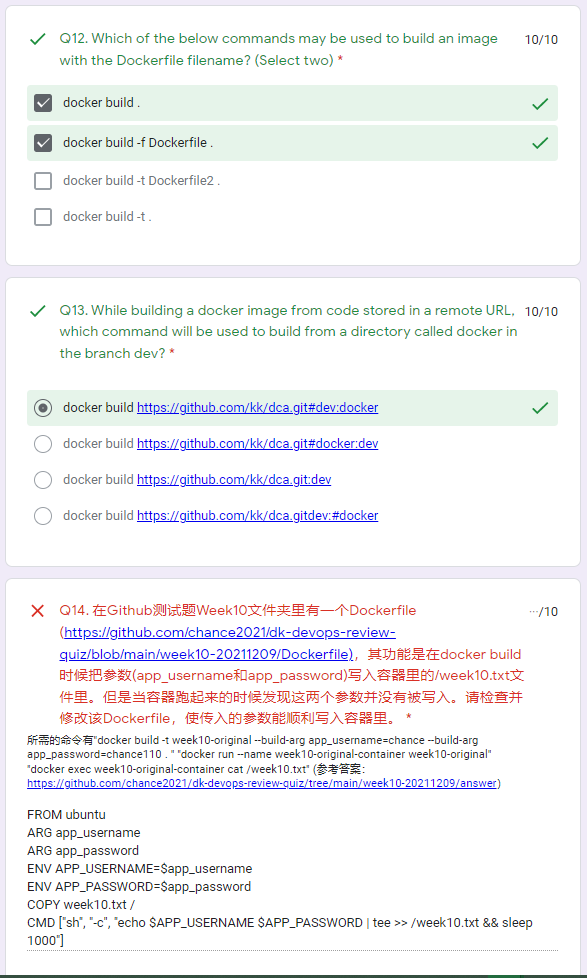 Q12. Which of the below commands may be used to build an image
10/10
with the Dockerfile filename? (Select two) *
docker build .
docker build -f Dockerfile .
docker build -t Dockerfile2 .
docker build -t .
Q13. While building a docker image from code stored in a remote URL,
10/10
which command will be used to build from a directory called docker in
the branch dev? *
docker build https://github.com/kk/dca.git#dev:docker
docker build https://github.com/kk/dca.git#docker:dev
docker build https://github.com/kk/dca.git:dev
docker build https://github.com/kk/dca.gitdev:#docker
Q14. 在Github测试题Week10文件夹里有一个Dockerfile
···/10
(https://github.com/chance2021/dk-devops-review-
quiz/blob/main/week10-20211209/Dockerfile)，其功能是在docker build
时候把参数(app_username和app_password)写入容器里的/week10.txt文
件里。但是当容器跑起来的时候发现这两个参数并没有被写入。请检查并
修改该Dockerfile，使传入的参数能顺利写入容器里。 *
所需的命令有"docker build -t week10-original --build-arg app_username=chance --build-arg
app_password=chance110 . " "docker run --name week10-original-container week10-original"
"docker exec week10-original-container cat /week10.txt" (参考答案：
https://github.com/chance2021/dk-devops-review-quiz/tree/main/week10-20211209/answer)
FROM ubuntu
ARG app_username
ARG app_password
ENV APP_USERNAME=$app_username
ENV APP_PASSWORD=$app_password
COPY week10.txt /
CMD ["sh", "-c", "echo $APP_USERNAME $APP_PASSWORD | tee >> /week10.txt && sleep
1000"]